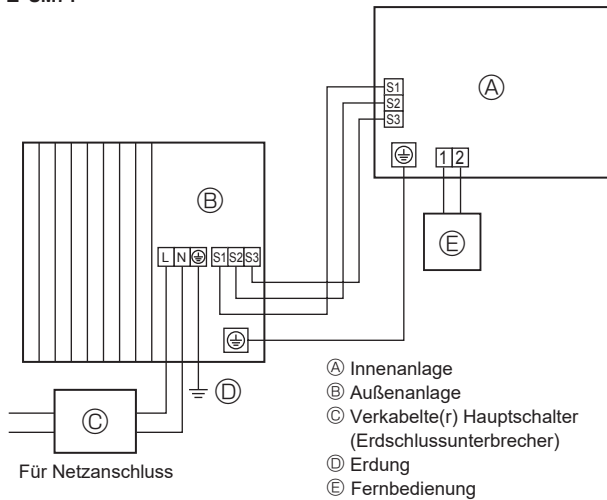 S1
S2
S3
Ⓐ
1 2
Ⓑ
Ⓔ
L N S1 S2 S3
Ⓓ
Ⓒ
Für Netzanschluss
Ⓐ Innenanlage
Ⓑ Außenanlage
Ⓒ Verkabelte(r) Hauptschalter
(Erdschlussunterbrecher)
Ⓓ Erdung
Ⓔ Fernbedienung